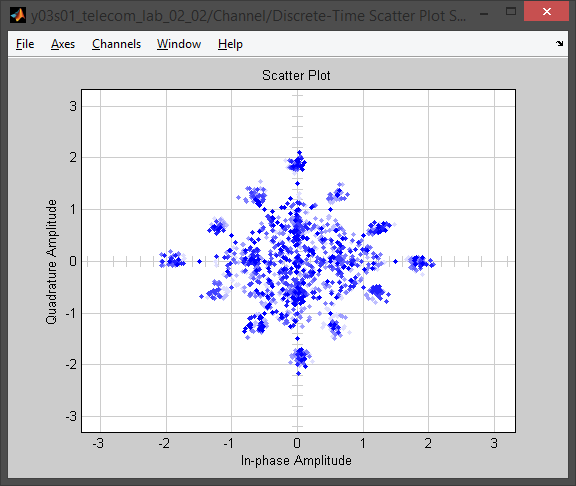 y03s01_telecom_lab_02_02/Channel/Discrete-Time Scatter Plot S...
File Axes Channels Window Help
Scatter Plot
3
2
1
0
-1
-2
-3
Quadrature Amplitude
-3 -2 -1 0 1 2 3
In-phase Amplitude